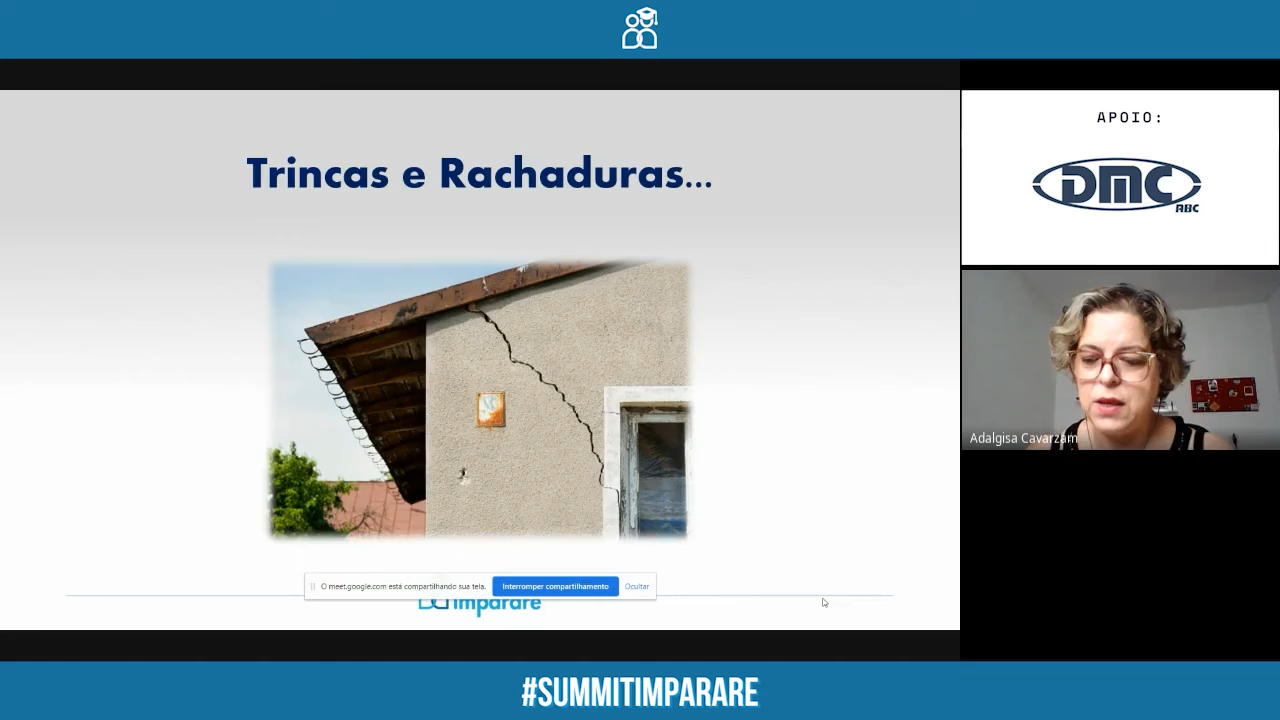 Trincas e Rachaduras...
O meet.google.com está compartilhando sua tela.
Interromper compartilhamento
Ocultar
imparare
APOIO:
DMC
ABC
Adalgisa Cavarzam
#SUMMITIMPARARE